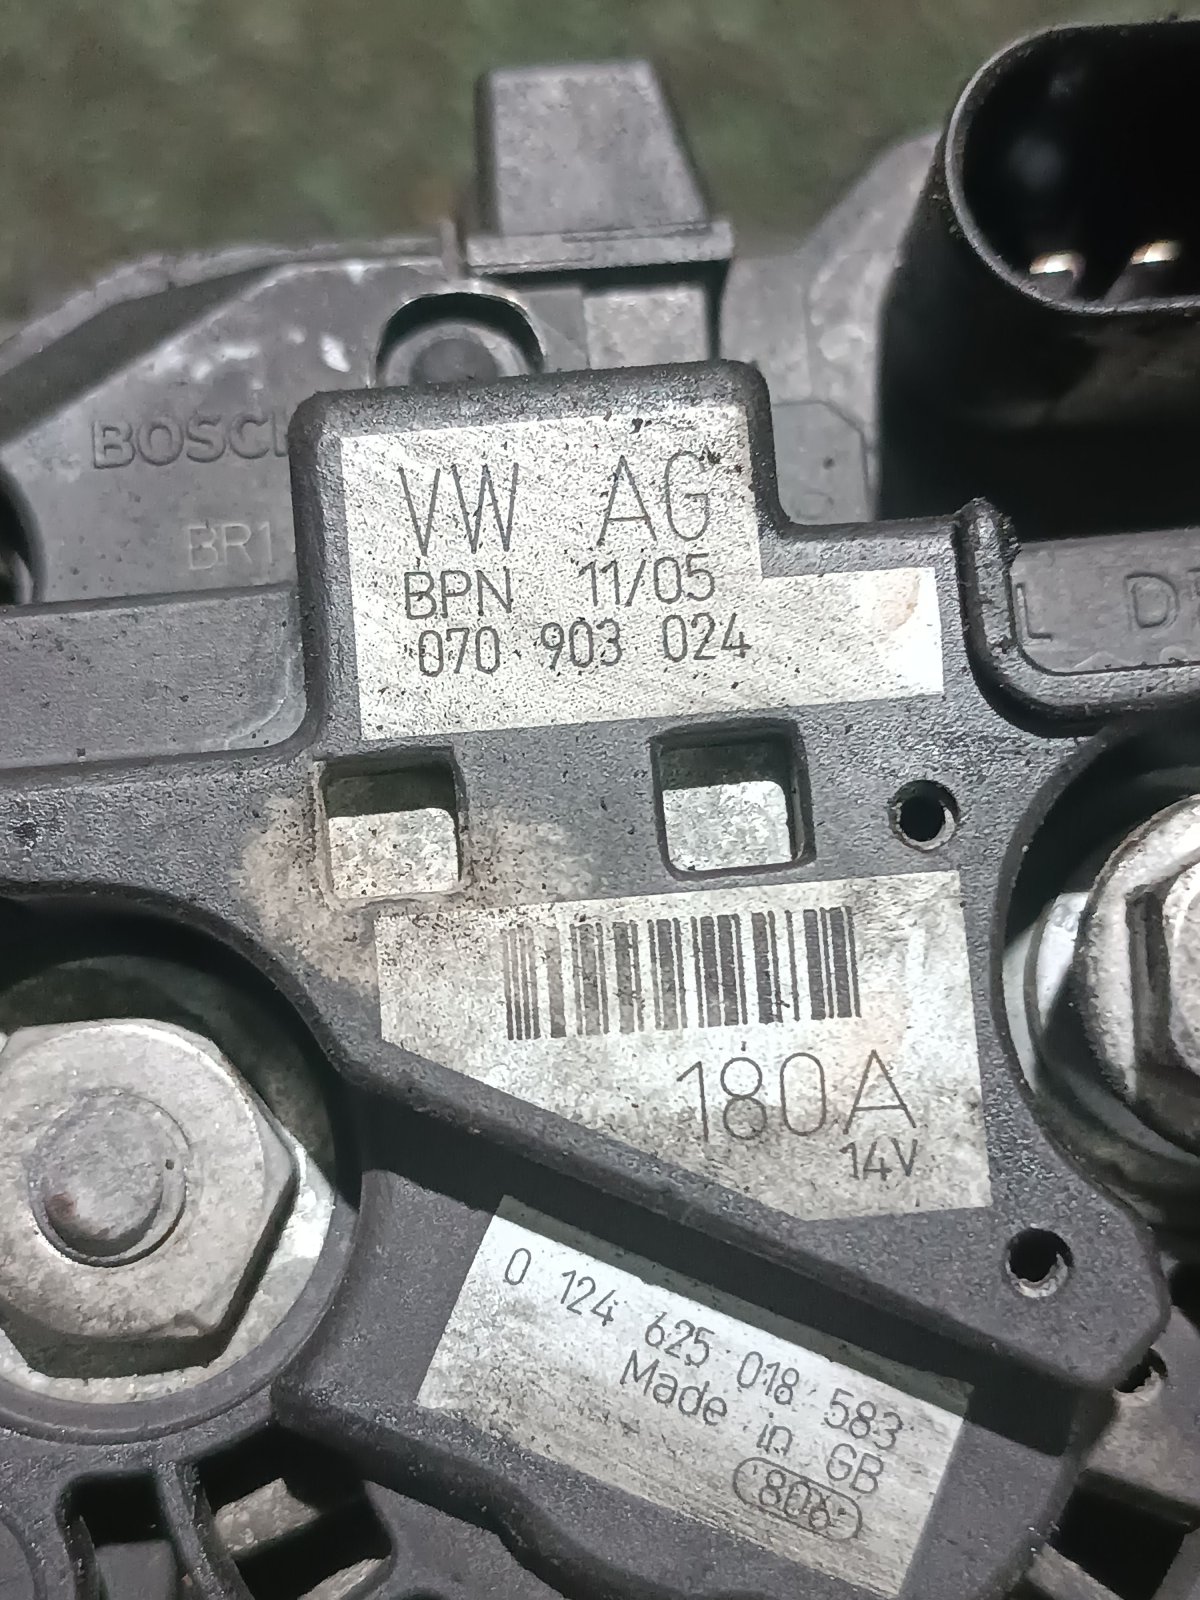 BOSCH
VW AG
BPN 11/05
070 903 024
180A
14V
0 124 625 018 583
Made in GB
806